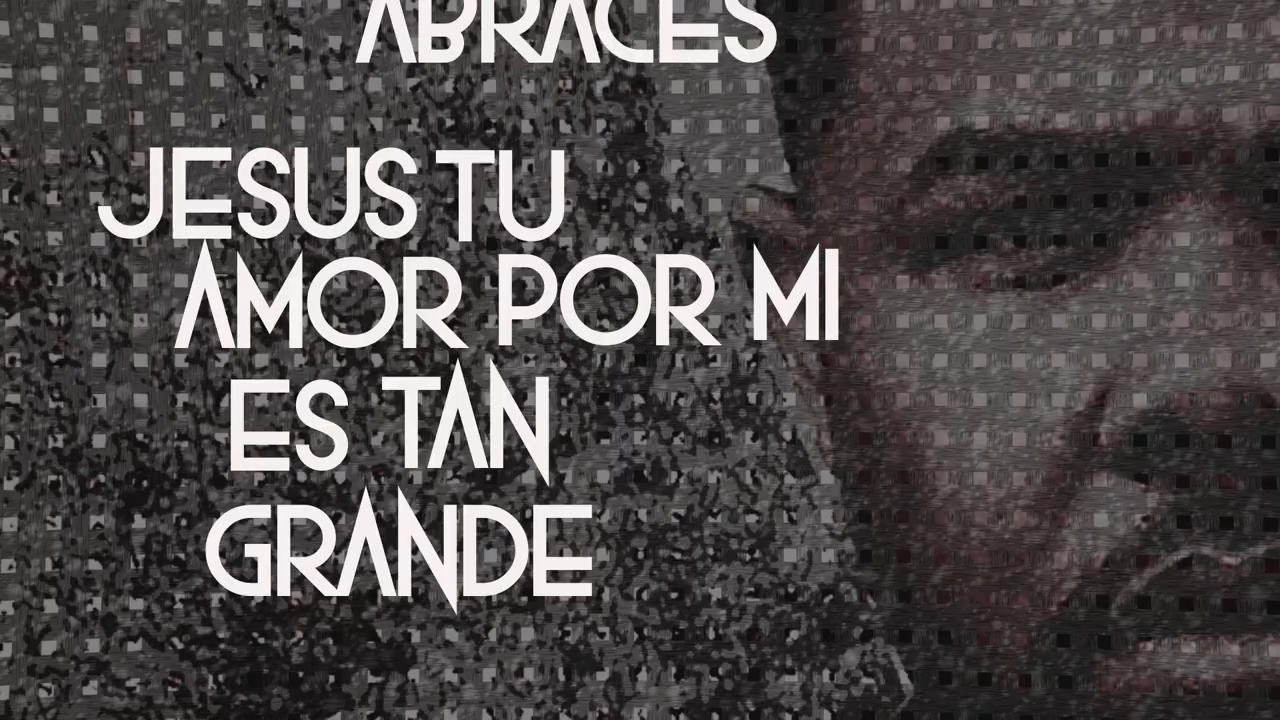 ABRACES
JESUS TU
AMOR POR MI
ES TAN
GRANDE